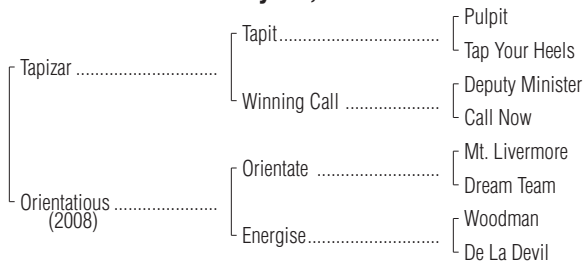 Pulpit
Tapit
Tap Your Heels
Tapizar
Deputy Minister
Winning Call
Call Now
Mt. Livermore
Orientate
Dream Team
Orientatious
(2008)
Woodman
Energise
De La Devil